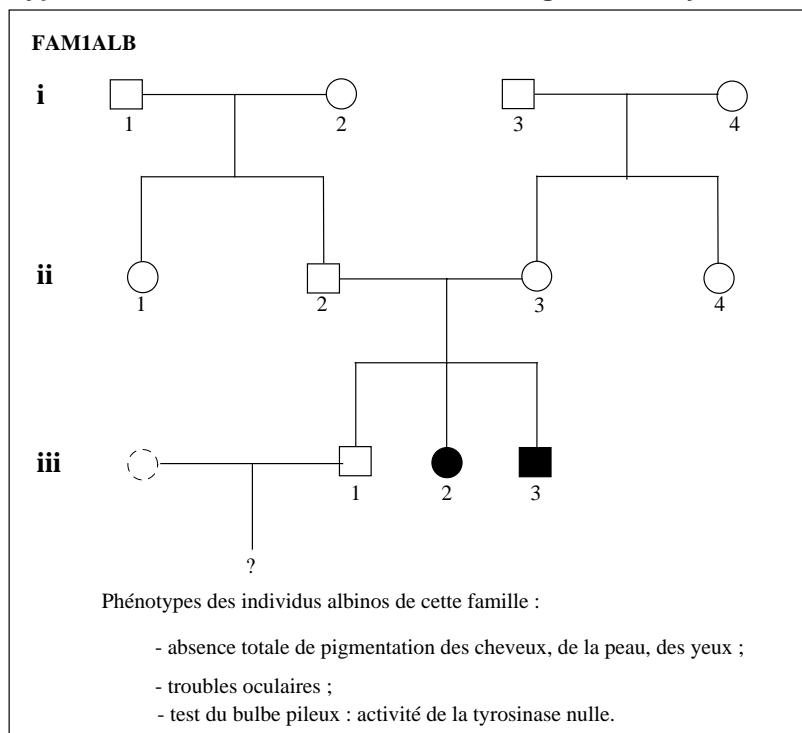 FAM1ALB
i
1 2 3 4
ii
1 2 3 4
iii
1 2 3
?
Phénotypes des individus albinos de cette famille :
- absence totale de pigmentation des cheveux, de la peau, des yeux ;
- troubles oculaires ;
- test du bulbe pileux : activité de la tyrosinase nulle.